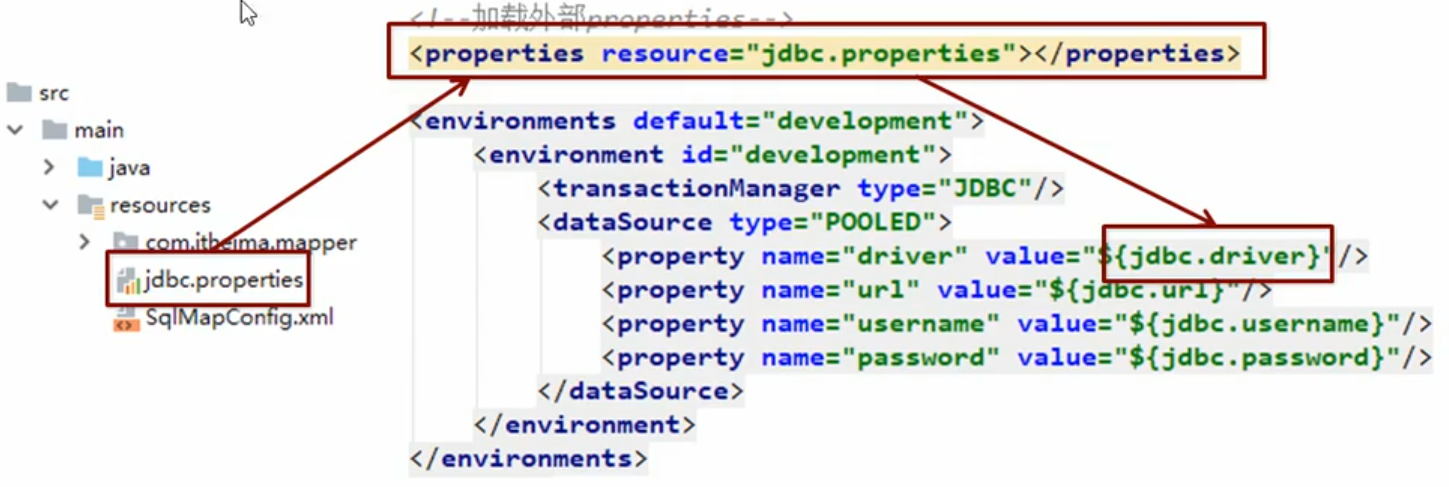 <!--加载外部properties-->
<properties resource="jdbc.properties"></properties>
src
main
java
resources
com.itheima.mapper
jdbc.properties
SqlMapConfig.xml
<environments default="development">
<environment id="development">
<transactionManager type="JDBC"/>
<dataSource type="POOLED">
<property name="driver" value="${jdbc.driver}"/>
<property name="url" value="${jdbc.url}"/>
<property name="username" value="${jdbc.username}"/>
<property name="password" value="${jdbc.password}"/>
</dataSource>
</environment>
</environments>